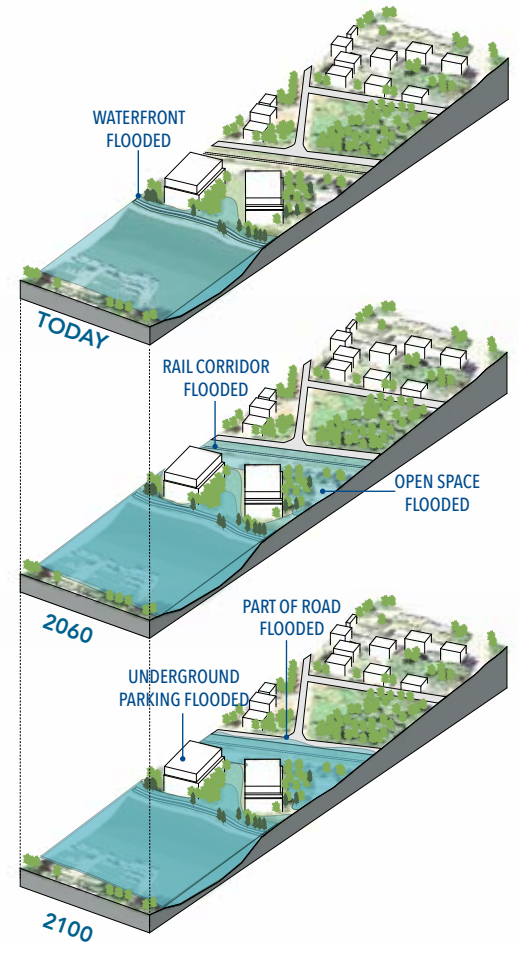 WATERFRONT
FLOODED
TODAY
RAIL CORRIDOR
FLOODED
OPEN SPACE
FLOODED
2060
PART OF ROAD
FLOODED
UNDERGROUND
PARKING FLOODED
2100